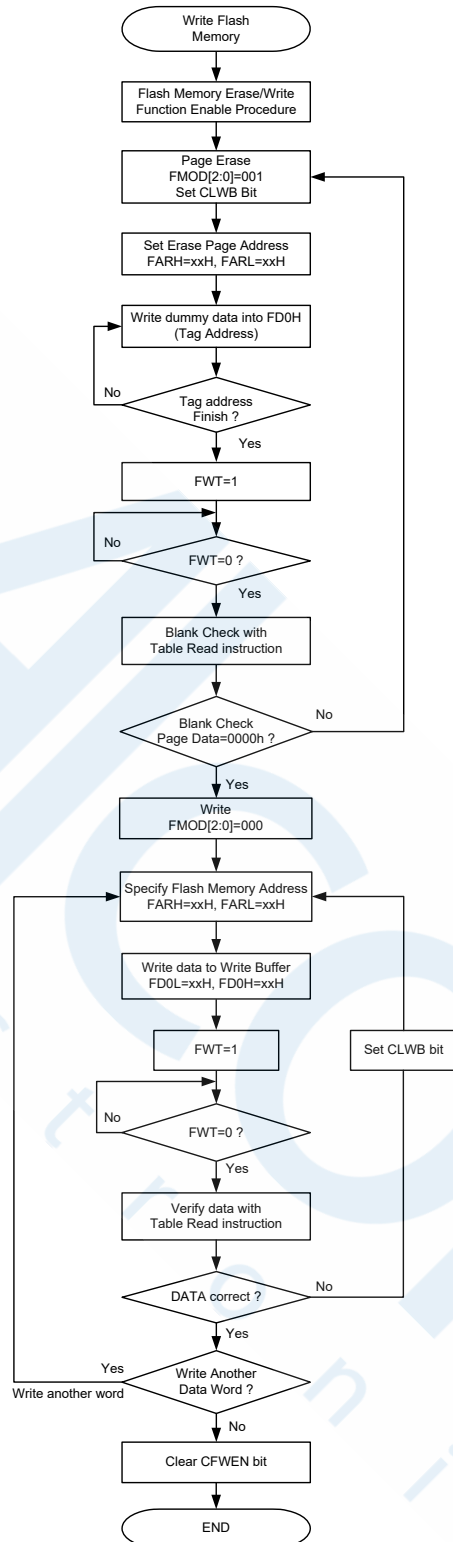 Write Flash
Memory
Flash Memory Erase/Write
Function Enable Procedure
Page Erase
FMOD[2:0]=001
Set CLWB Bit
Set Erase Page Address
FARH=xxH, FARL=xxH
Write dummy data into FD0H
(Tag Address)
No
Tag address
Finish ?
Yes
FWT=1
No
FWT=0 ?
Yes
Blank Check with
Table Read instruction
Blank Check
Page Data=0000h ?
No
Yes
Write
FMOD[2:0]=000
Specify Flash Memory Address
FARH=xxH, FARL=xxH
Write data to Write Buffer
FD0L=xxH, FD0H=xxH
FWT=1
Set CLWB bit
No
FWT=0 ?
Yes
Verify data with
Table Read instruction
DATA correct ?
No
Yes
Yes
Write another word
Write Another
Data Word ?
No
Clear CFWEN bit
END